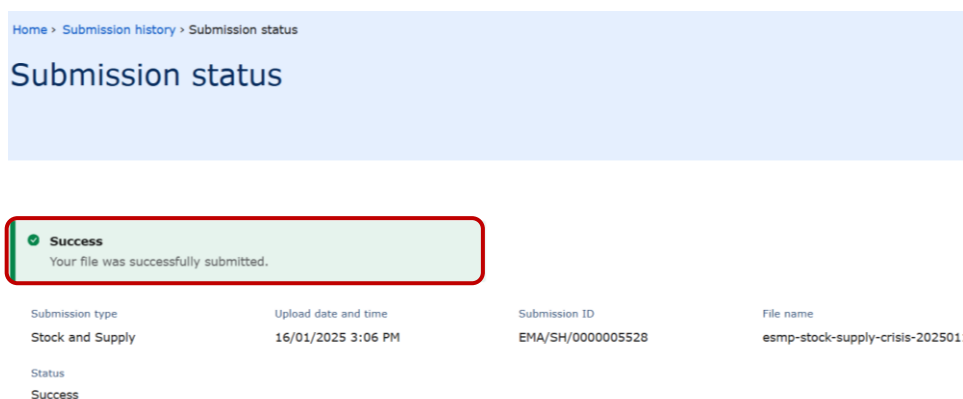 Home › Submission history › Submission status
Submission status
Success
Your file was successfully submitted.
Submission type Upload date and time Submission ID File name
Stock and Supply 16/01/2025 3:06 PM EMA/SH/0000005528 esmp-stock-supply-crisis-202501
Status
Success